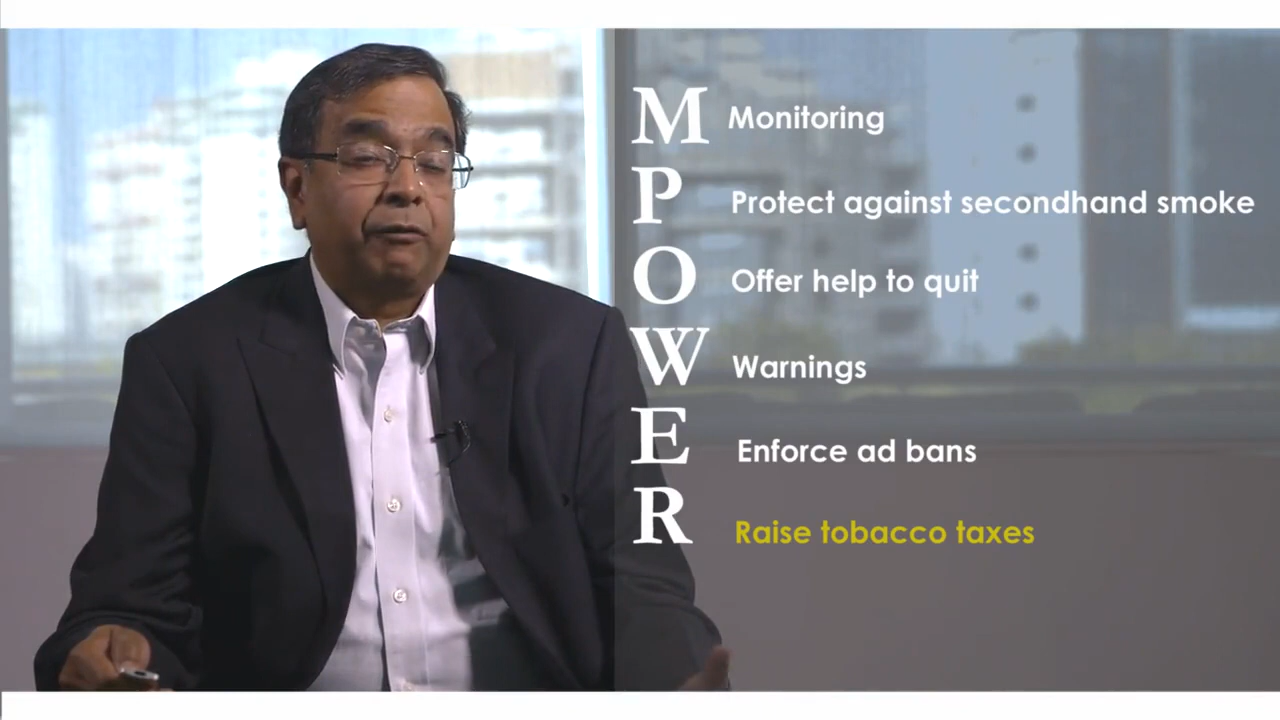 M Monitoring
P Protect against secondhand smoke
O Offer help to quit
W Warnings
E Enforce ad bans
R Raise tobacco taxes